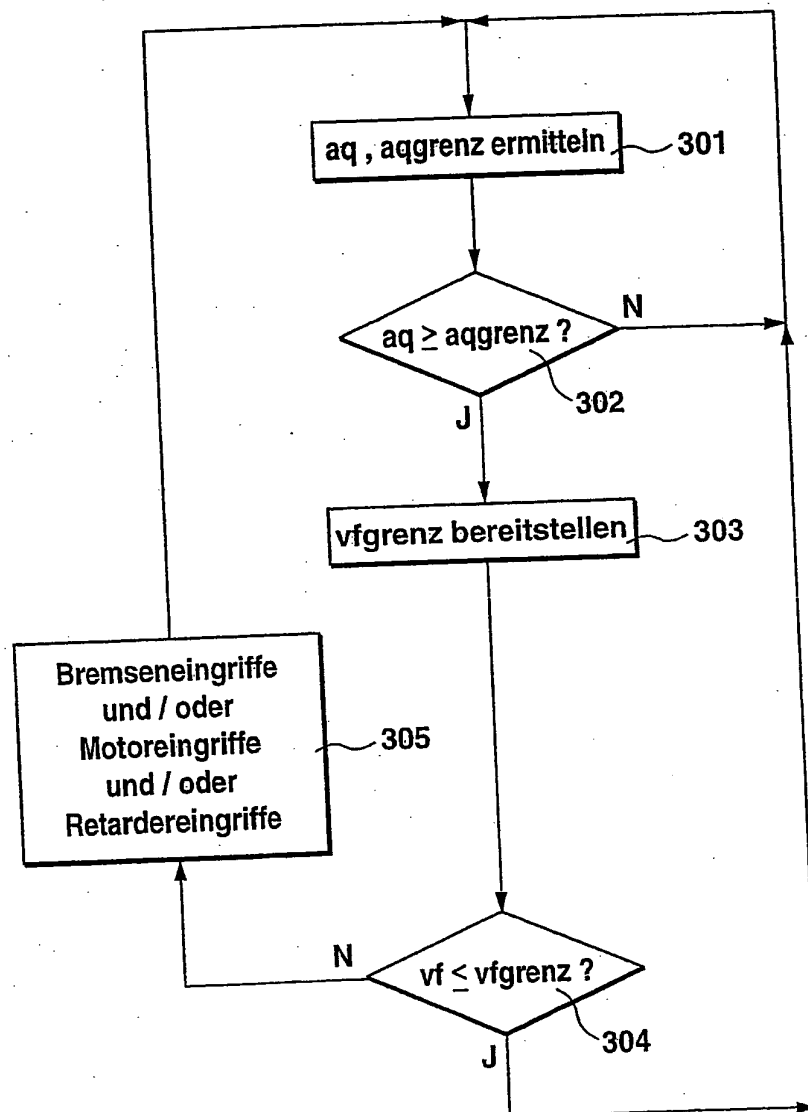 aq , aqgrenz ermitteln
301
N
aq ≥ aqgrenz ?
302
J
vfgrenz bereitstellen
303
Bremseneingriffe
und / oder
Motoreingriffe
und / oder
Retardereingriffe
305
N
vf ≤ vfgrenz ?
304
J